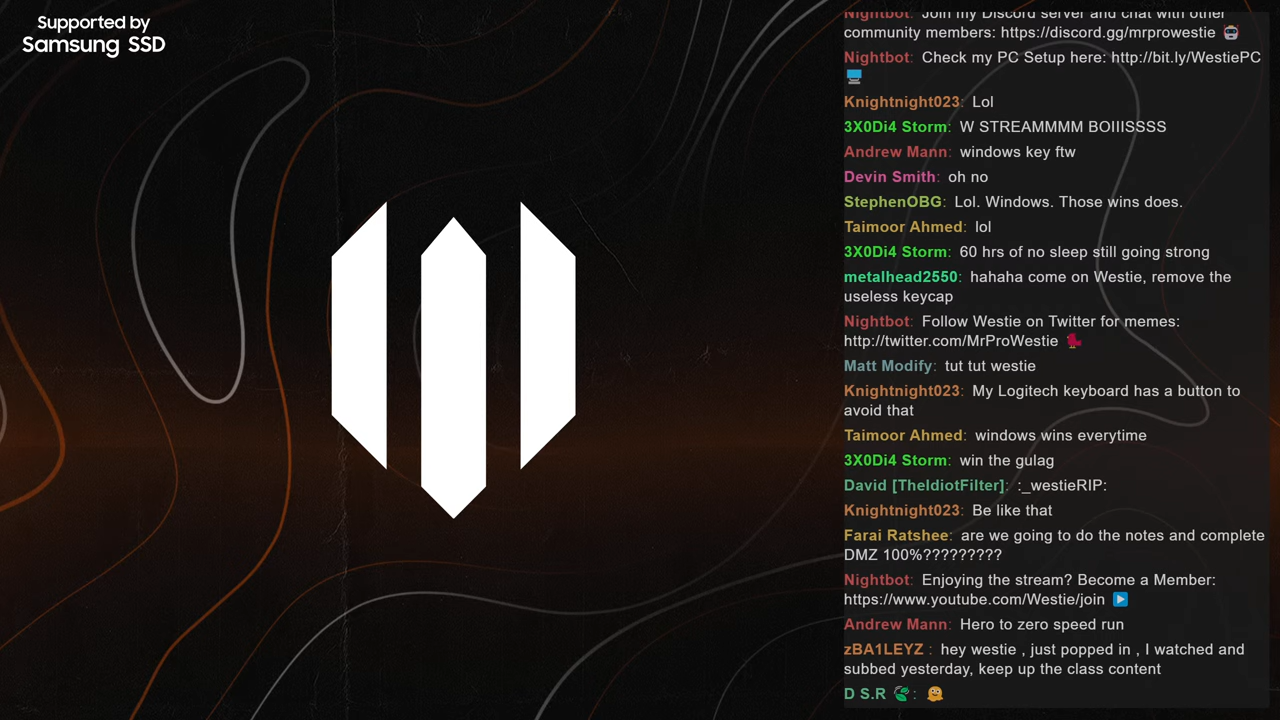 Supported by
Samsung SSD
Nightbot: Join my Discord server and chat with other
community members: https://discord.gg/mrprowestie 🤖
Nightbot: Check my PC Setup here: http://bit.ly/WestiePC
🖥️
Knightnight023: Lol
3X0Di4 Storm: W STREAMMMM BOIIISSSS
Andrew Mann: windows key ftw
Devin Smith: oh no
StephenOBG: Lol. Windows. Those wins does.
Taimoor Ahmed: lol
3X0Di4 Storm: 60 hrs of no sleep still going strong
metalhead2550: hahaha come on Westie, remove the
useless keycap
Nightbot: Follow Westie on Twitter for memes:
http://twitter.com/MrProWestie 🐦
Matt Modify: tut tut westie
Knightnight023: My Logitech keyboard has a button to
avoid that
Taimoor Ahmed: windows wins everytime
3X0Di4 Storm: win the gulag
David [TheIdiotFilter]: :_westieRIP:
Knightnight023: Be like that
Farai Ratshee: are we going to do the notes and complete
DMZ 100%?????????
Nightbot: Enjoying the stream? Become a Member:
https://www.youtube.com/Westie/join ▶️
Andrew Mann: Hero to zero speed run
zBA1LEYZ : hey westie , just popped in , I watched and
subbed yesterday, keep up the class content
D S.R : 🫠